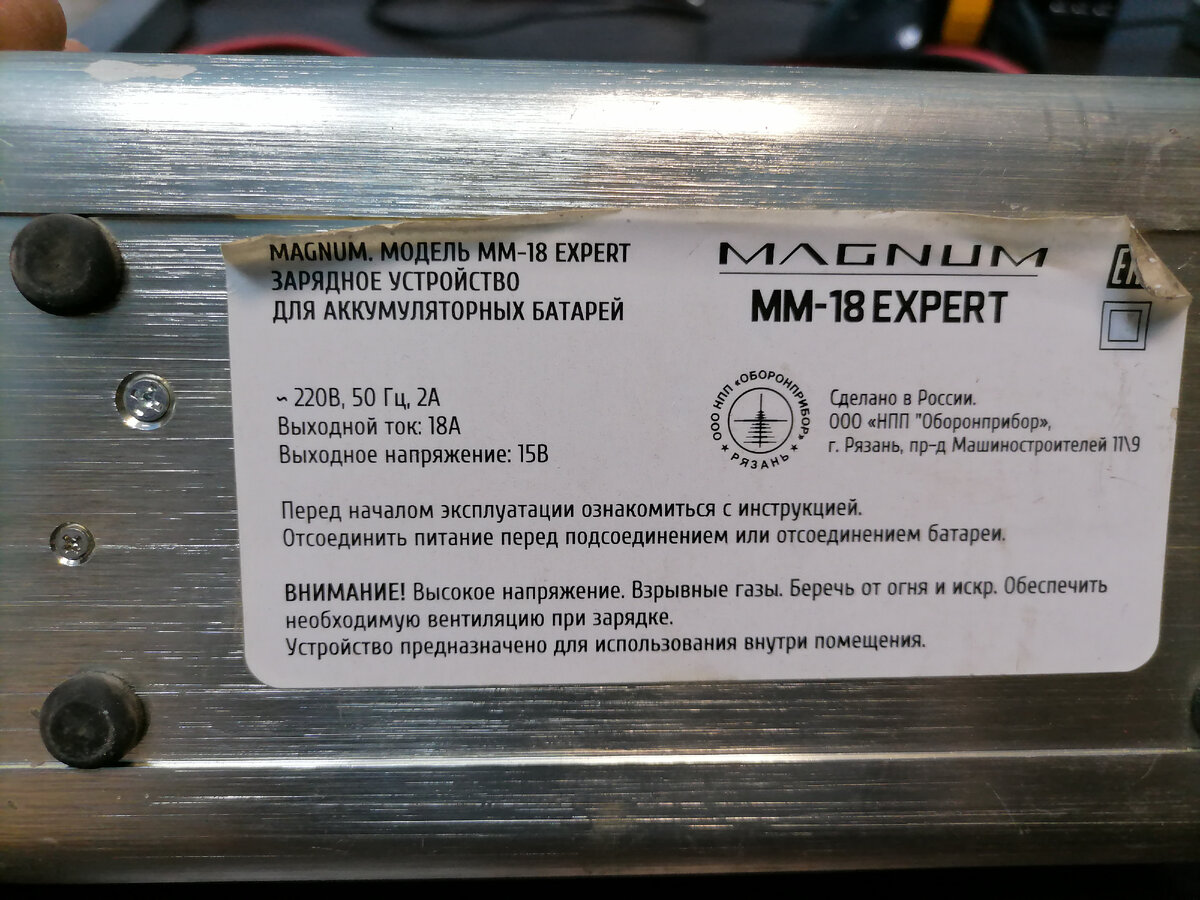 MAGNUM. МОДЕЛЬ ММ-18 EXPERT
ЗАРЯДНОЕ УСТРОЙСТВО
ДЛЯ АККУМУЛЯТОРНЫХ БАТАРЕЙ
MAGNUM
MM-18 EXPERT
~ 220В, 50 Гц, 2А
Выходной ток: 18А
Выходное напряжение: 15В
ООО НПП «ОБОРОНПРИБОР»
* РЯЗАНЬ *
Сделано в России.
ООО «НПП "Оборонприбор»,
г. Рязань, пр-д Машиностроителей 11\9
Перед началом эксплуатации ознакомиться с инструкцией.
Отсоединить питание перед подсоединением или отсоединением батареи.
ВНИМАНИЕ! Высокое напряжение. Взрывные газы. Беречь от огня и искр. Обеспечить
необходимую вентиляцию при зарядке.
Устройство предназначено для использования внутри помещения.